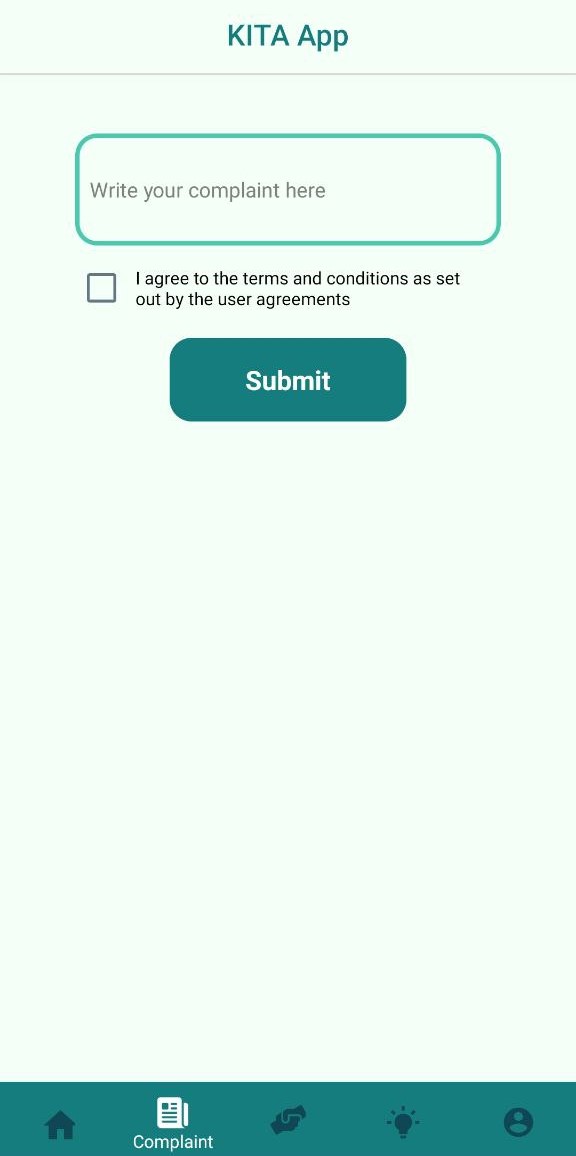 KITA App
Write your complaint here
I agree to the terms and conditions as set
out by the user agreements
Submit
Complaint